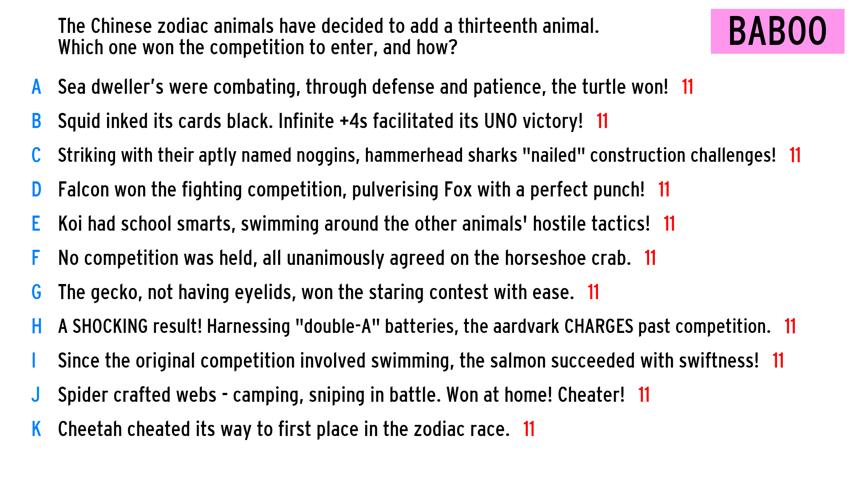 The Chinese zodiac animals have decided to add a thirteenth animal.
Which one won the competition to enter, and how?
BABOO
A Sea dweller's were combating, through defense and patience, the turtle won! 11
B Squid inked its cards black. Infinite +4s facilitated its UNO victory! 11
C Striking with their aptly named noggins, hammerhead sharks "nailed" construction challenges! 11
D Falcon won the fighting competition, pulverising Fox with a perfect punch! 11
E Koi had school smarts, swimming around the other animals' hostile tactics! 11
F No competition was held, all unanimously agreed on the horseshoe crab. 11
G The gecko, not having eyelids, won the staring contest with ease. 11
H A SHOCKING result! Harnessing "double-A" batteries, the aardvark CHARGES past competition. 11
I Since the original competition involved swimming, the salmon succeeded with swiftness! 11
J Spider crafted webs - camping, sniping in battle. Won at home! Cheater! 11
K Cheetah cheated its way to first place in the zodiac race. 11